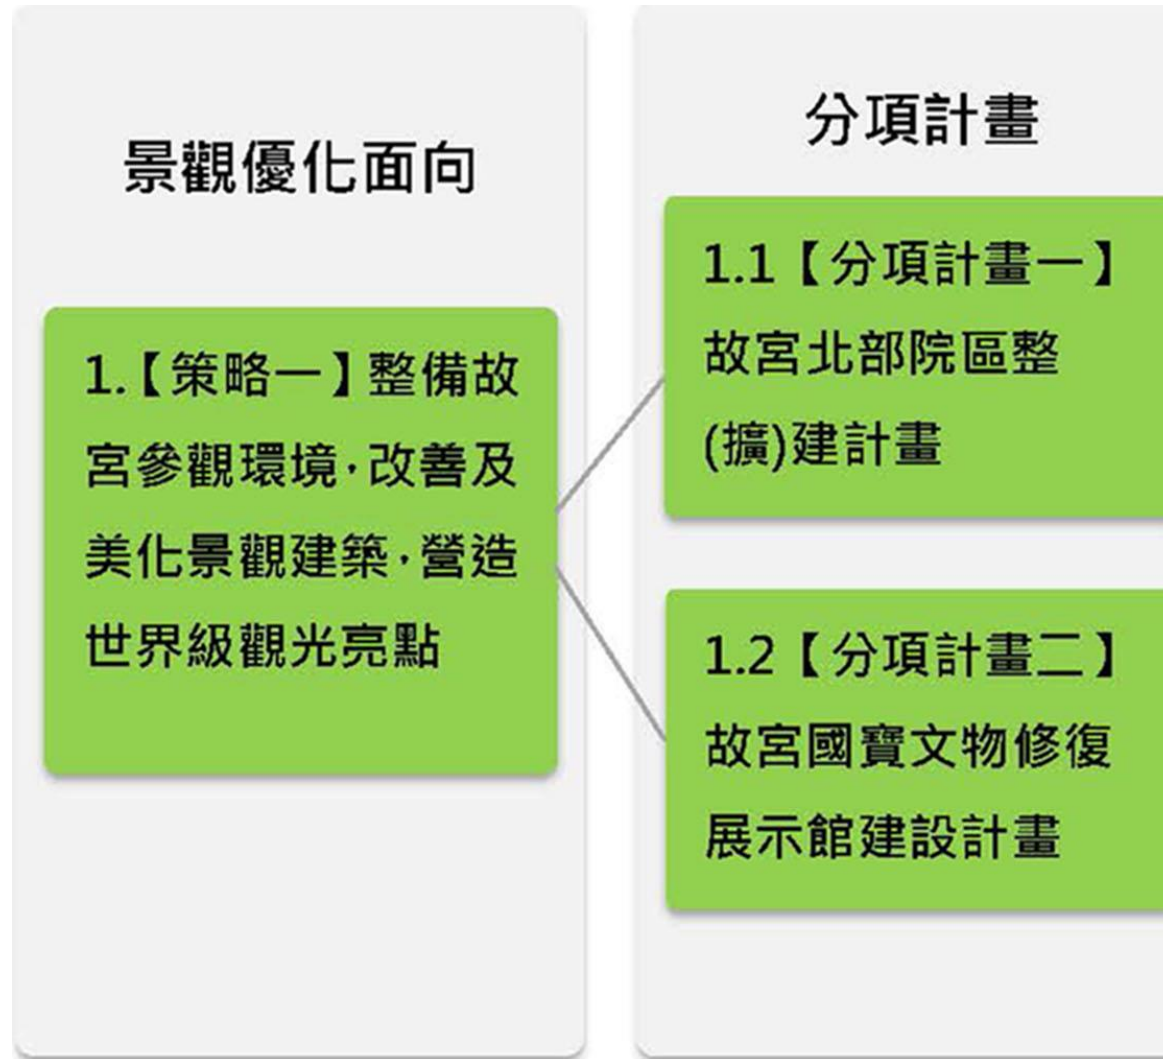 景觀優化面向
1.【策略一】整備故
宮參觀環境,改善及
美化景觀建築,營造
世界級觀光亮點
分項計畫
1.1【分項計畫一】
故宮北部院區整
(擴)建計畫
1.2【分項計畫二】
故宮國寶文物修復
展示館建設計畫